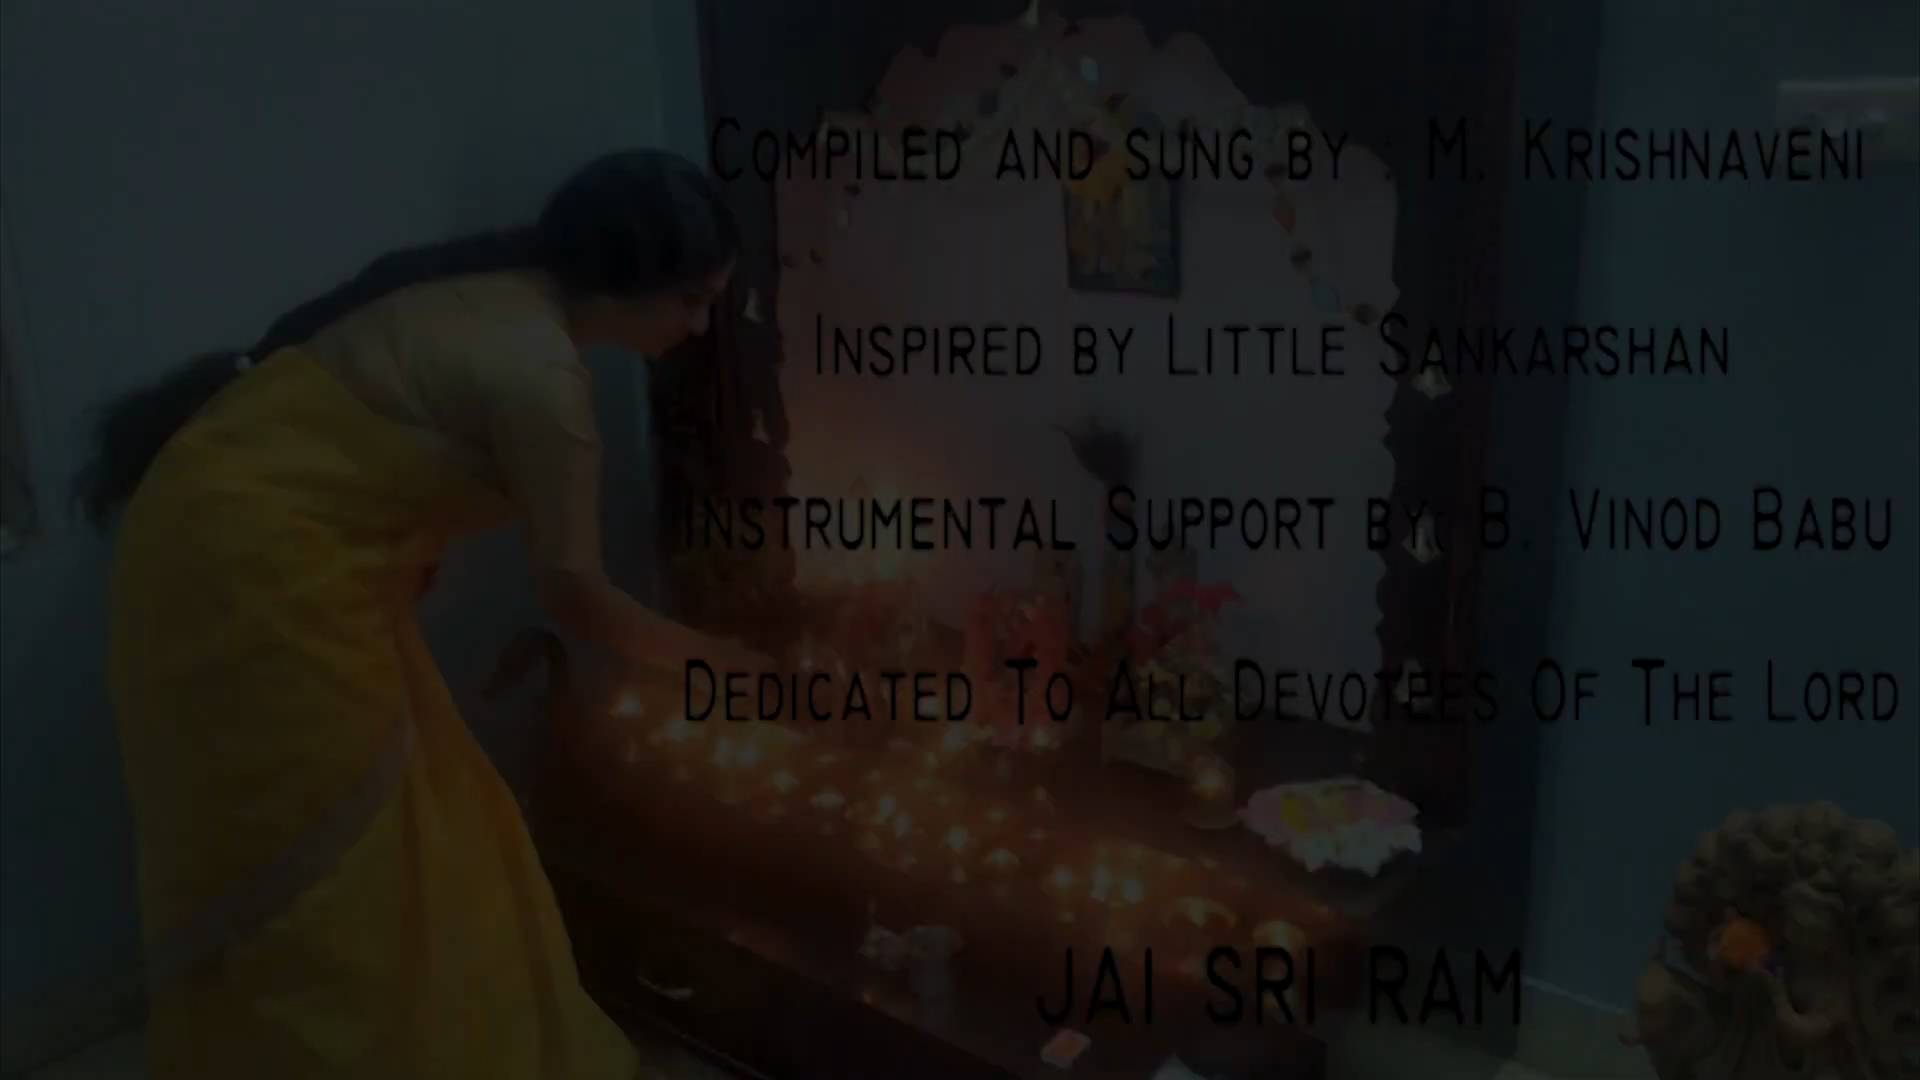 Compiled and sung by : M. Krishnaveni
Inspired by Little Sankarshan
Instrumental Support by: B. Vinod Babu
Dedicated To All Devotees Of The Lord
JAI SRI RAM